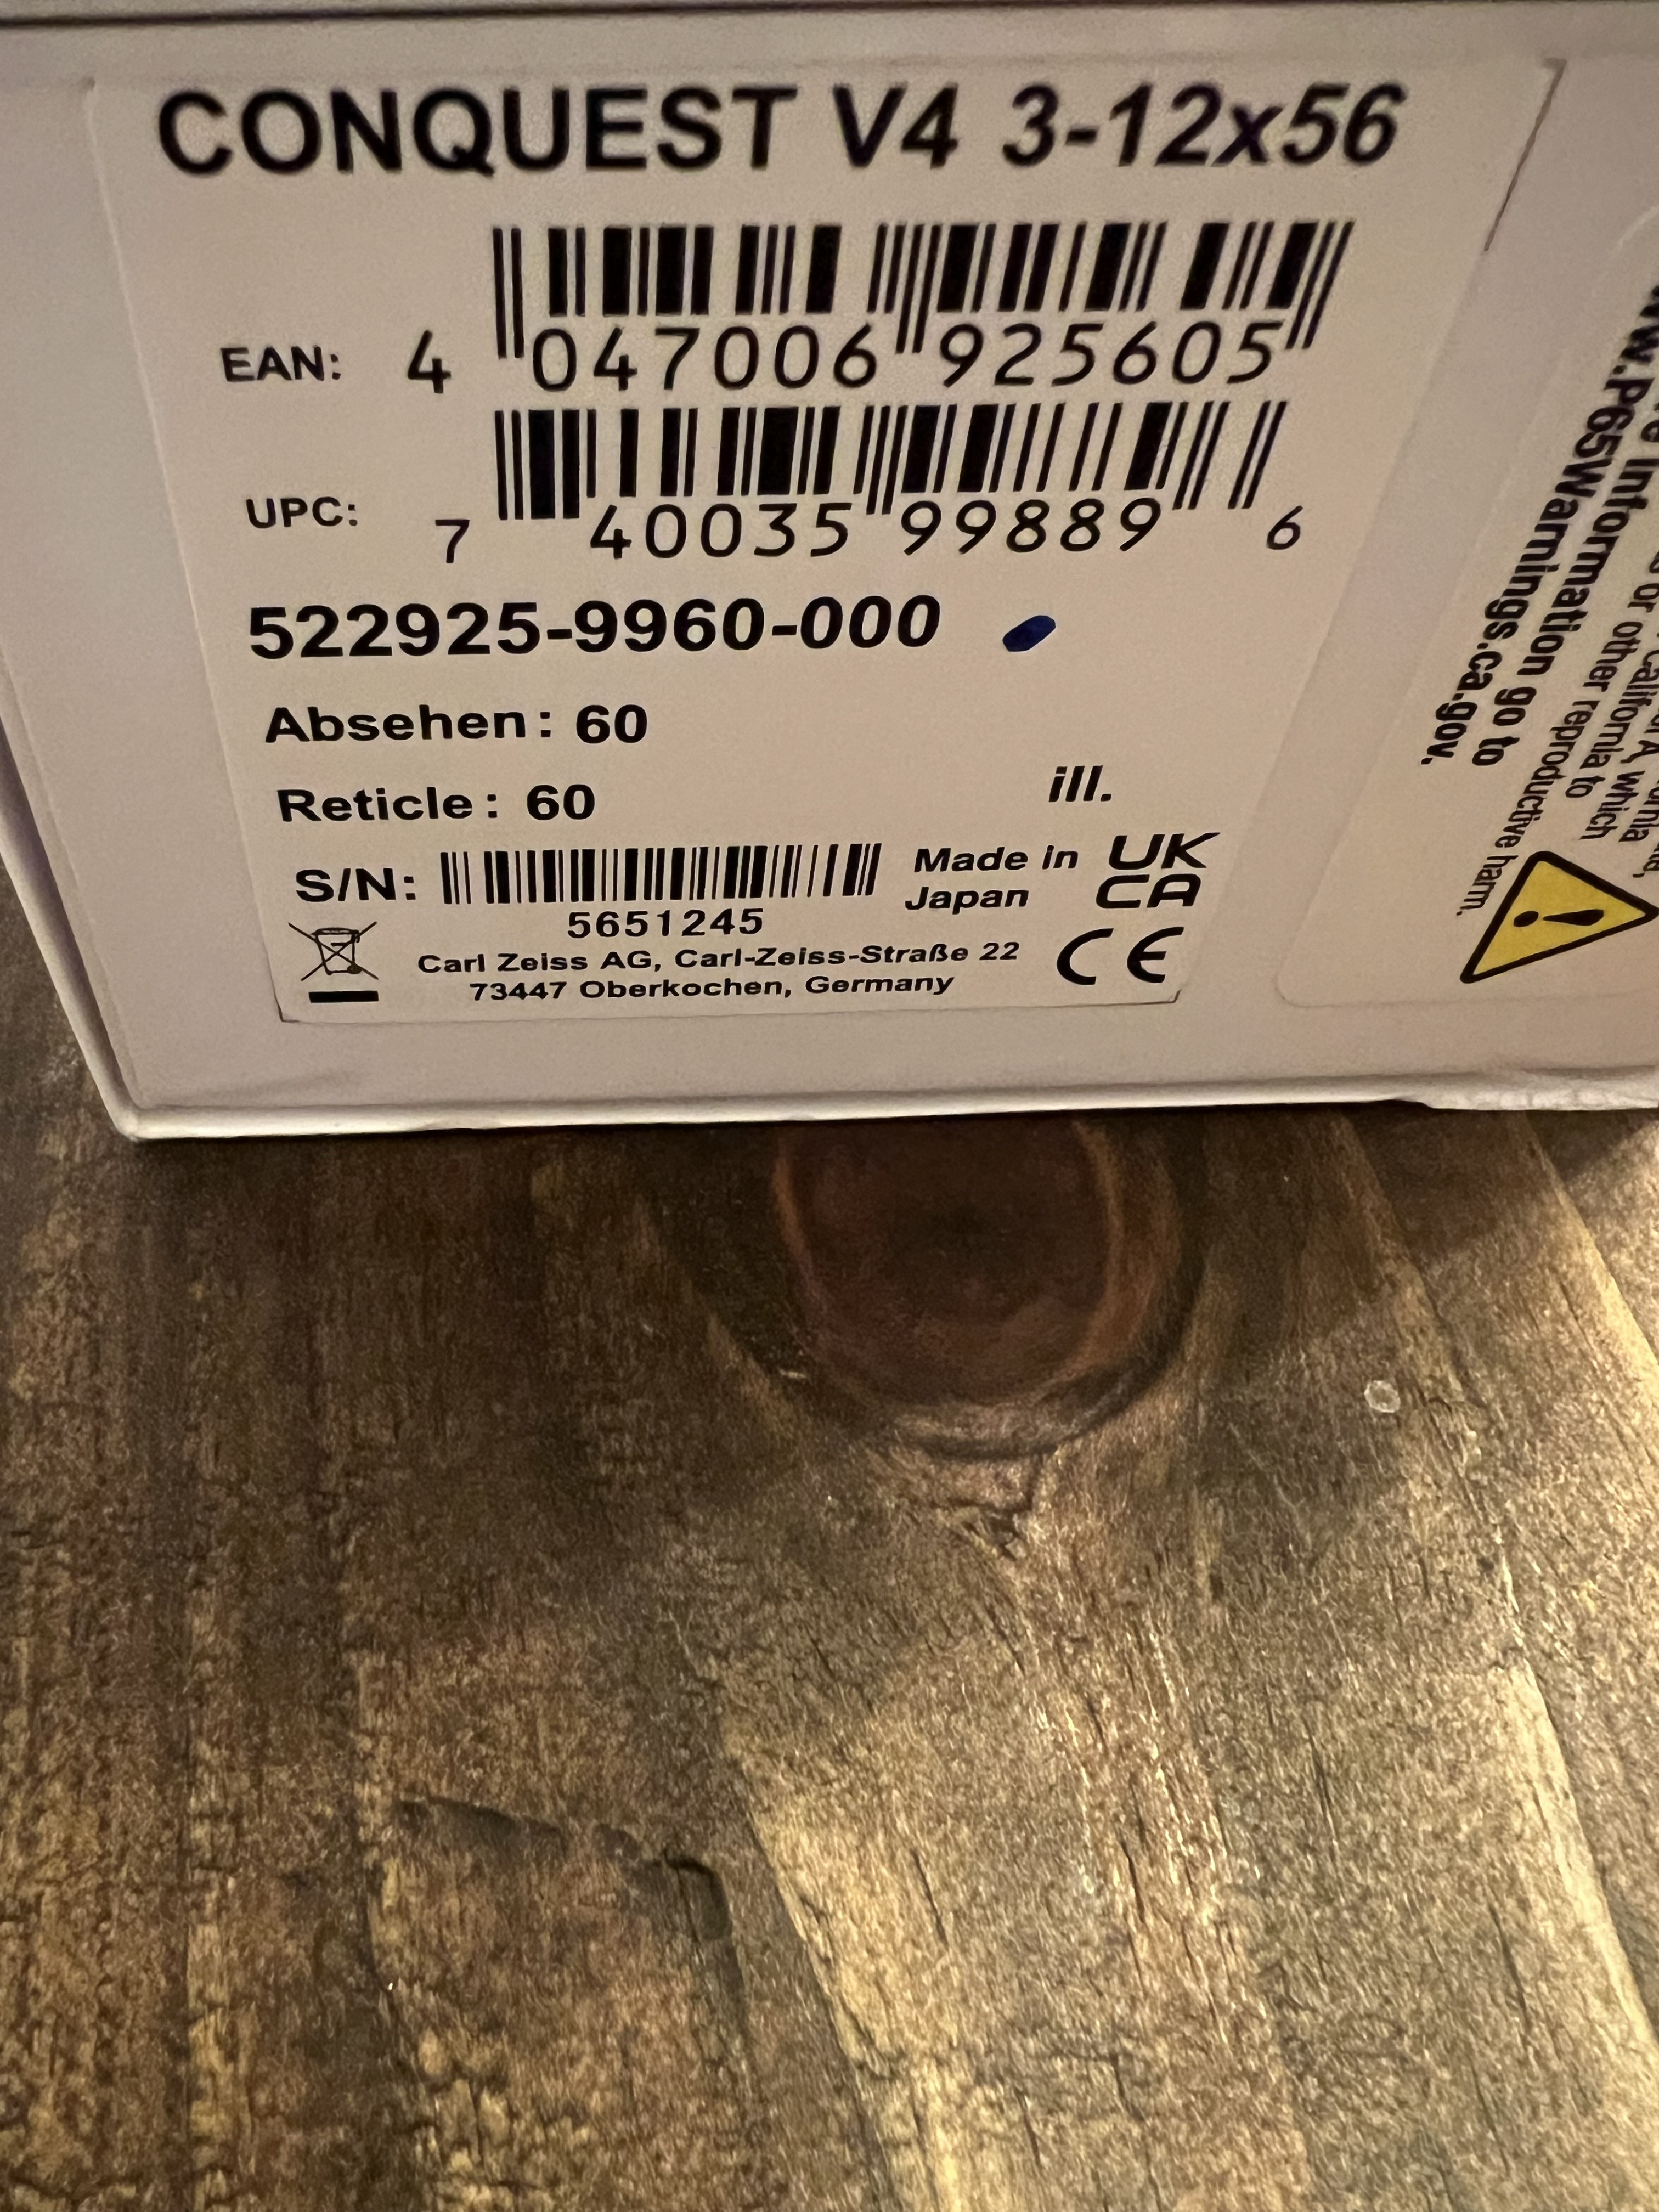 CONQUEST V4 3-12x56
EAN: 4 047006 925605
UPC: 7 40035 99889 6
522925-9960-000
Absehen: 60
Reticle: 60
ill.
S/N:
5651245
Made in
Japan
UK
CA
CE
Carl Zeiss AG, Carl-Zeiss-Straße 22
73447 Oberkochen, Germany
which
or other reproductive harm.
information go to
www.P65Warnings.ca.gov.